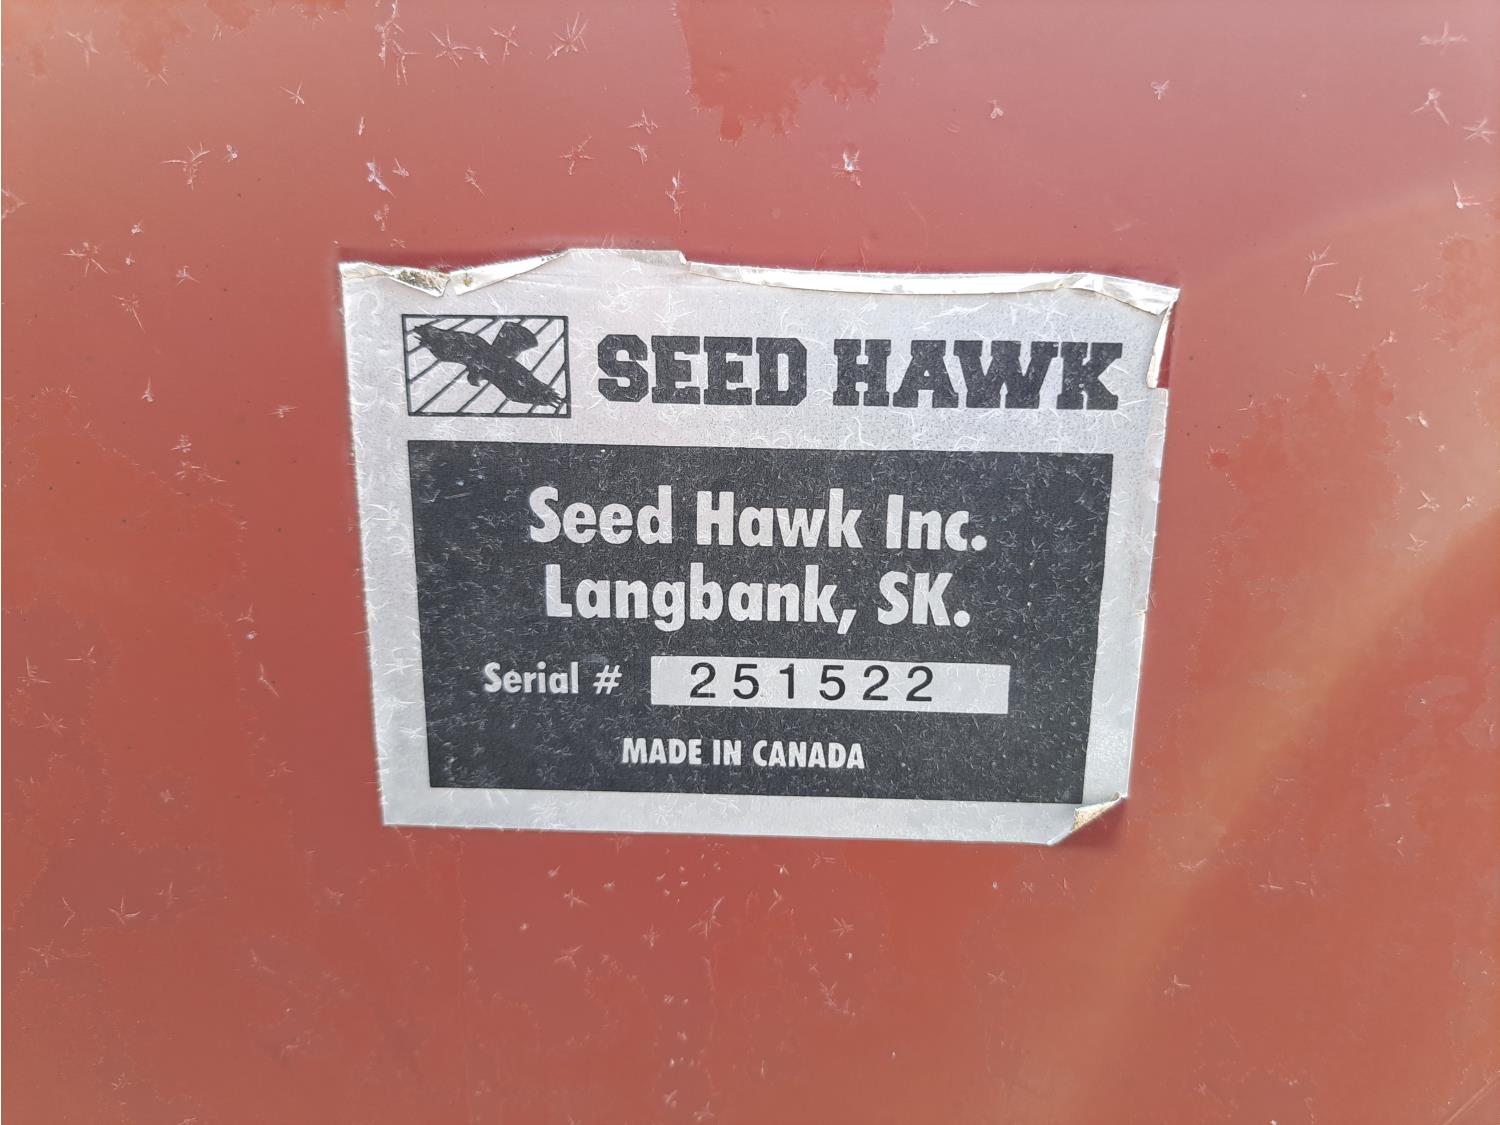 SEED HAWK
Seed Hawk Inc.
Langbank, SK.
Serial # 251522
MADE IN CANADA